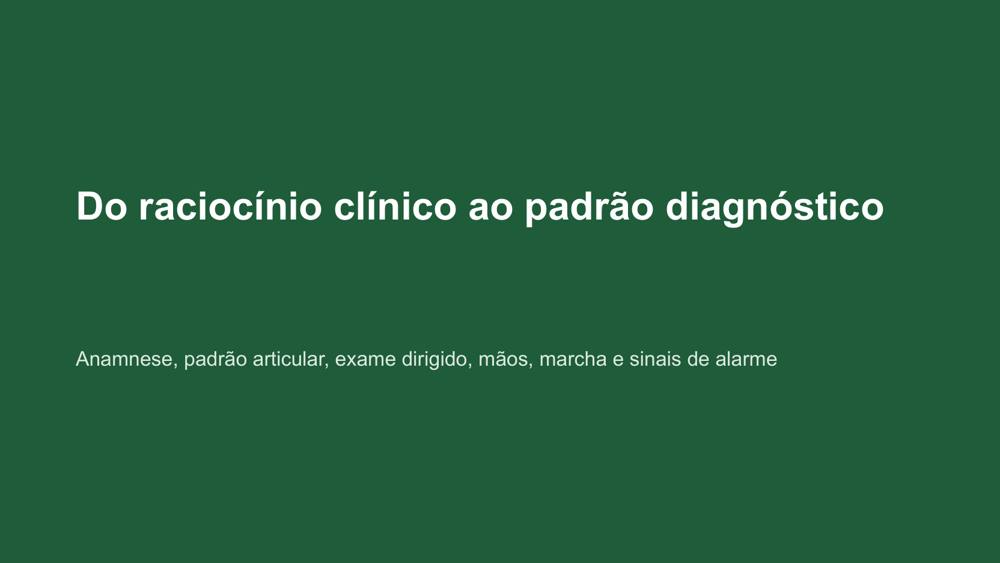 Do raciocínio clínico ao padrão diagnóstico
Anamnese, padrão articular, exame dirigido, mãos, marcha e sinais de alarme